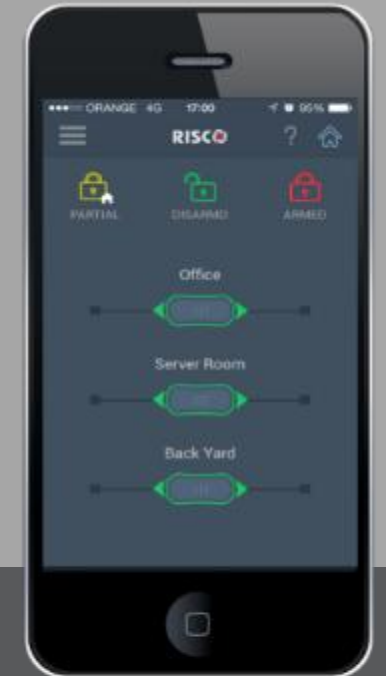 ORANGE 4G 17:00 95%
RISCO ?
PARTIAL DISARMD ARMED
Office
Server Room
Back Yard